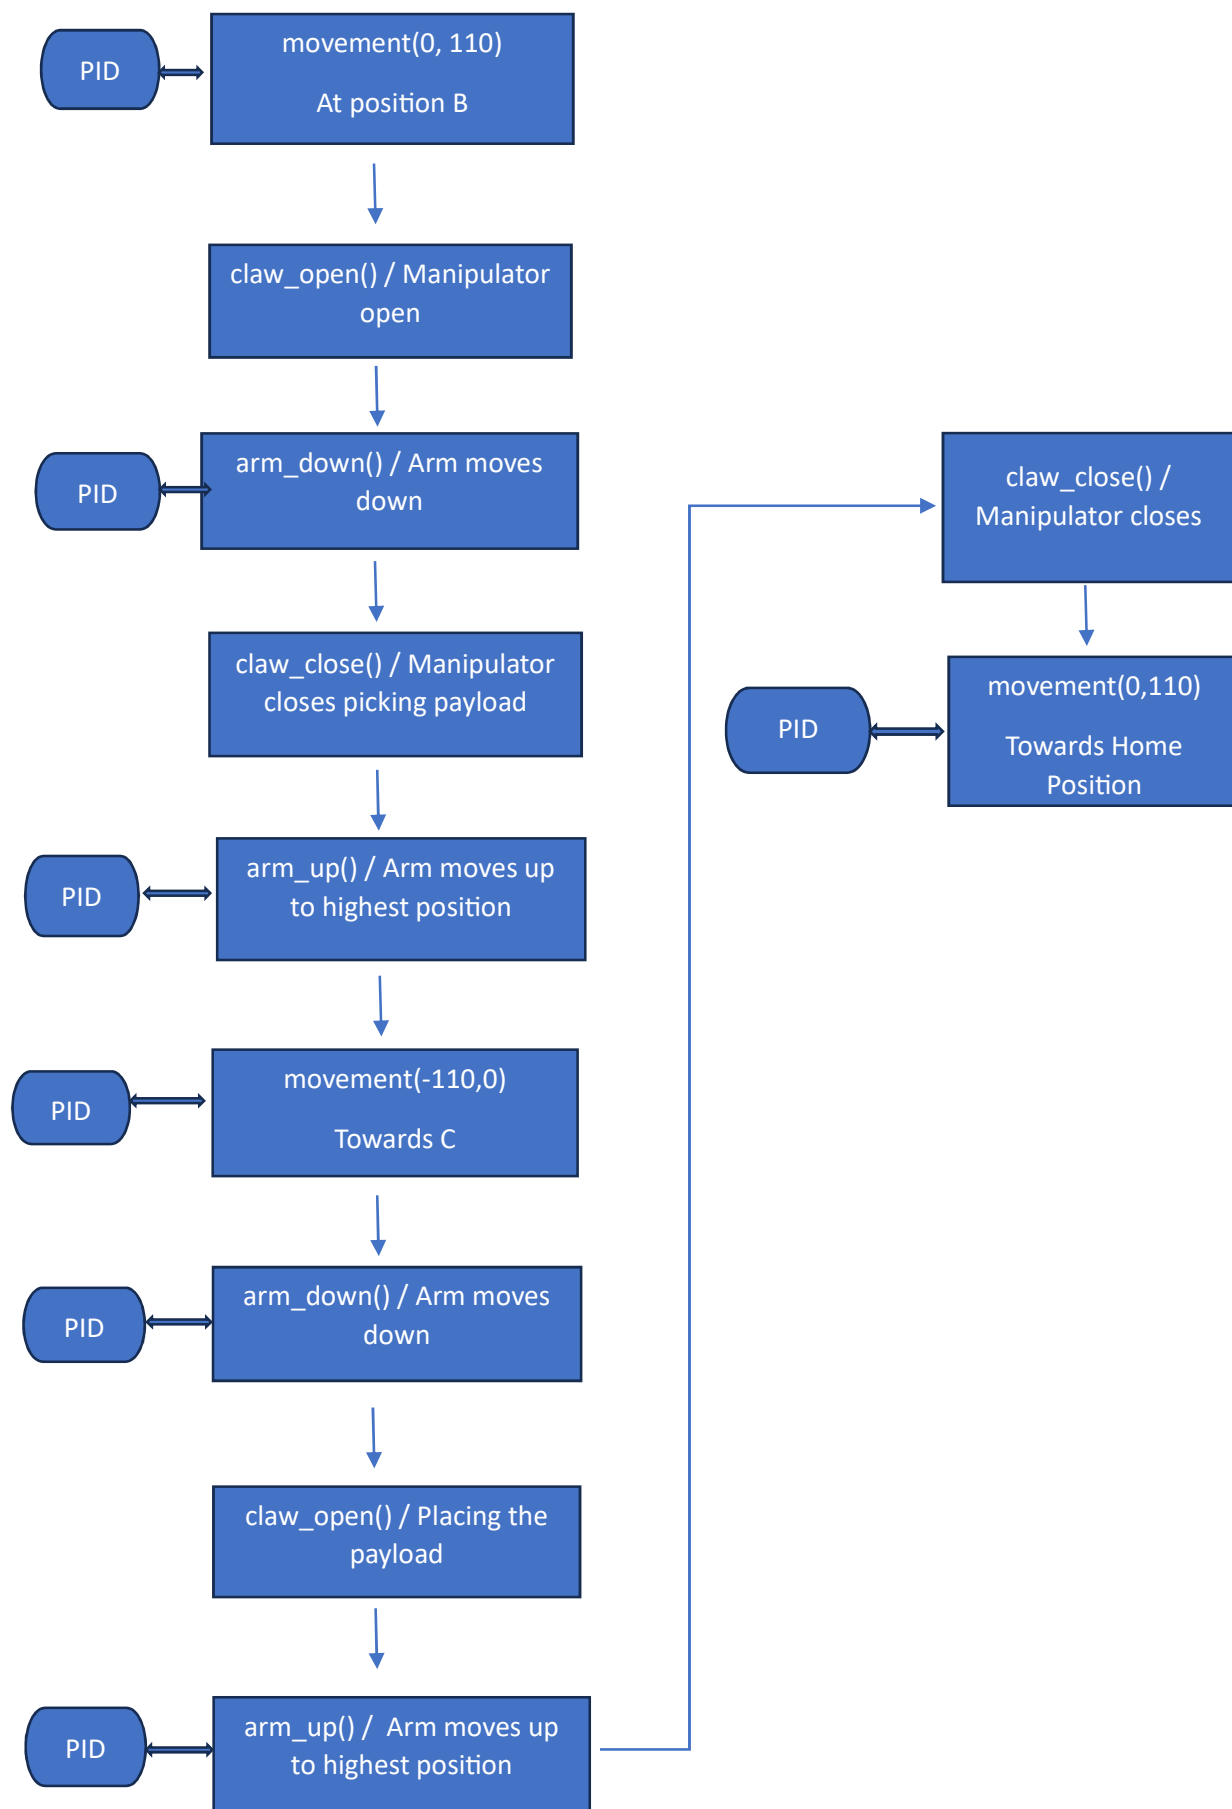 PID
movement(0, 110)
At position B
claw_open() / Manipulator
open
PID
arm_down() / Arm moves
down
claw_close() / Manipulator
closes picking payload
PID
arm_up() / Arm moves up
to highest position
PID
movement(-110,0)
Towards C
PID
arm_down() / Arm moves
down
claw_open() / Placing the
payload
PID
arm_up() /  Arm moves up
to highest position
claw_close() /
Manipulator closes
PID
movement(0,110)
Towards Home
Position